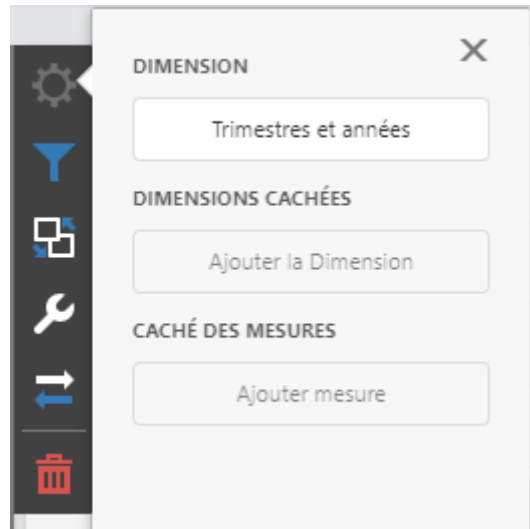 DIMENSION
Trimestres et années
DIMENSIONS CACHÉES
Ajouter la Dimension
CACHÉ DES MESURES
Ajouter mesure